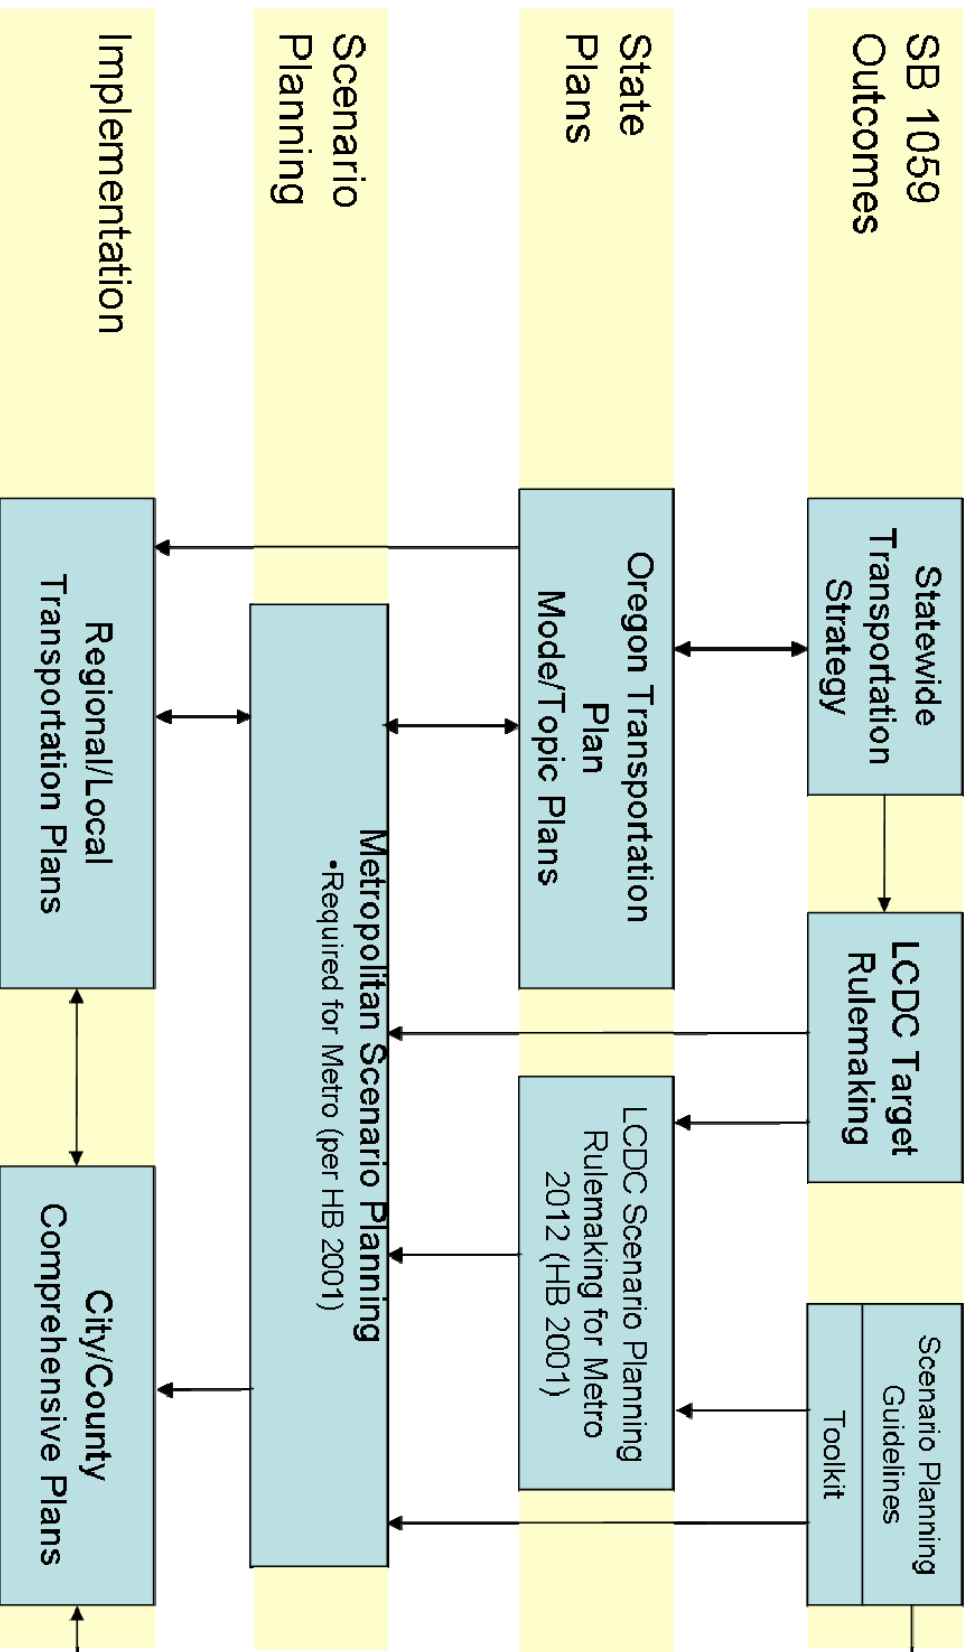 SB 1059
Outcomes
Statewide
Transportation
Strategy
LCDC Target
Rulemaking
Scenario Planning
Guidelines
Toolkit
State
Plans
Oregon Transportation
Plan
Mode/Topic Plans
LCDC Scenario Planning
Rulemaking for Metro
2012 (HB 2001)
Scenario
Planning
Metropolitan Scenario Planning
•Required for Metro (per HB 2001)
Implementation
Regional/Local
Transportation Plans
City/County
Comprehensive Plans